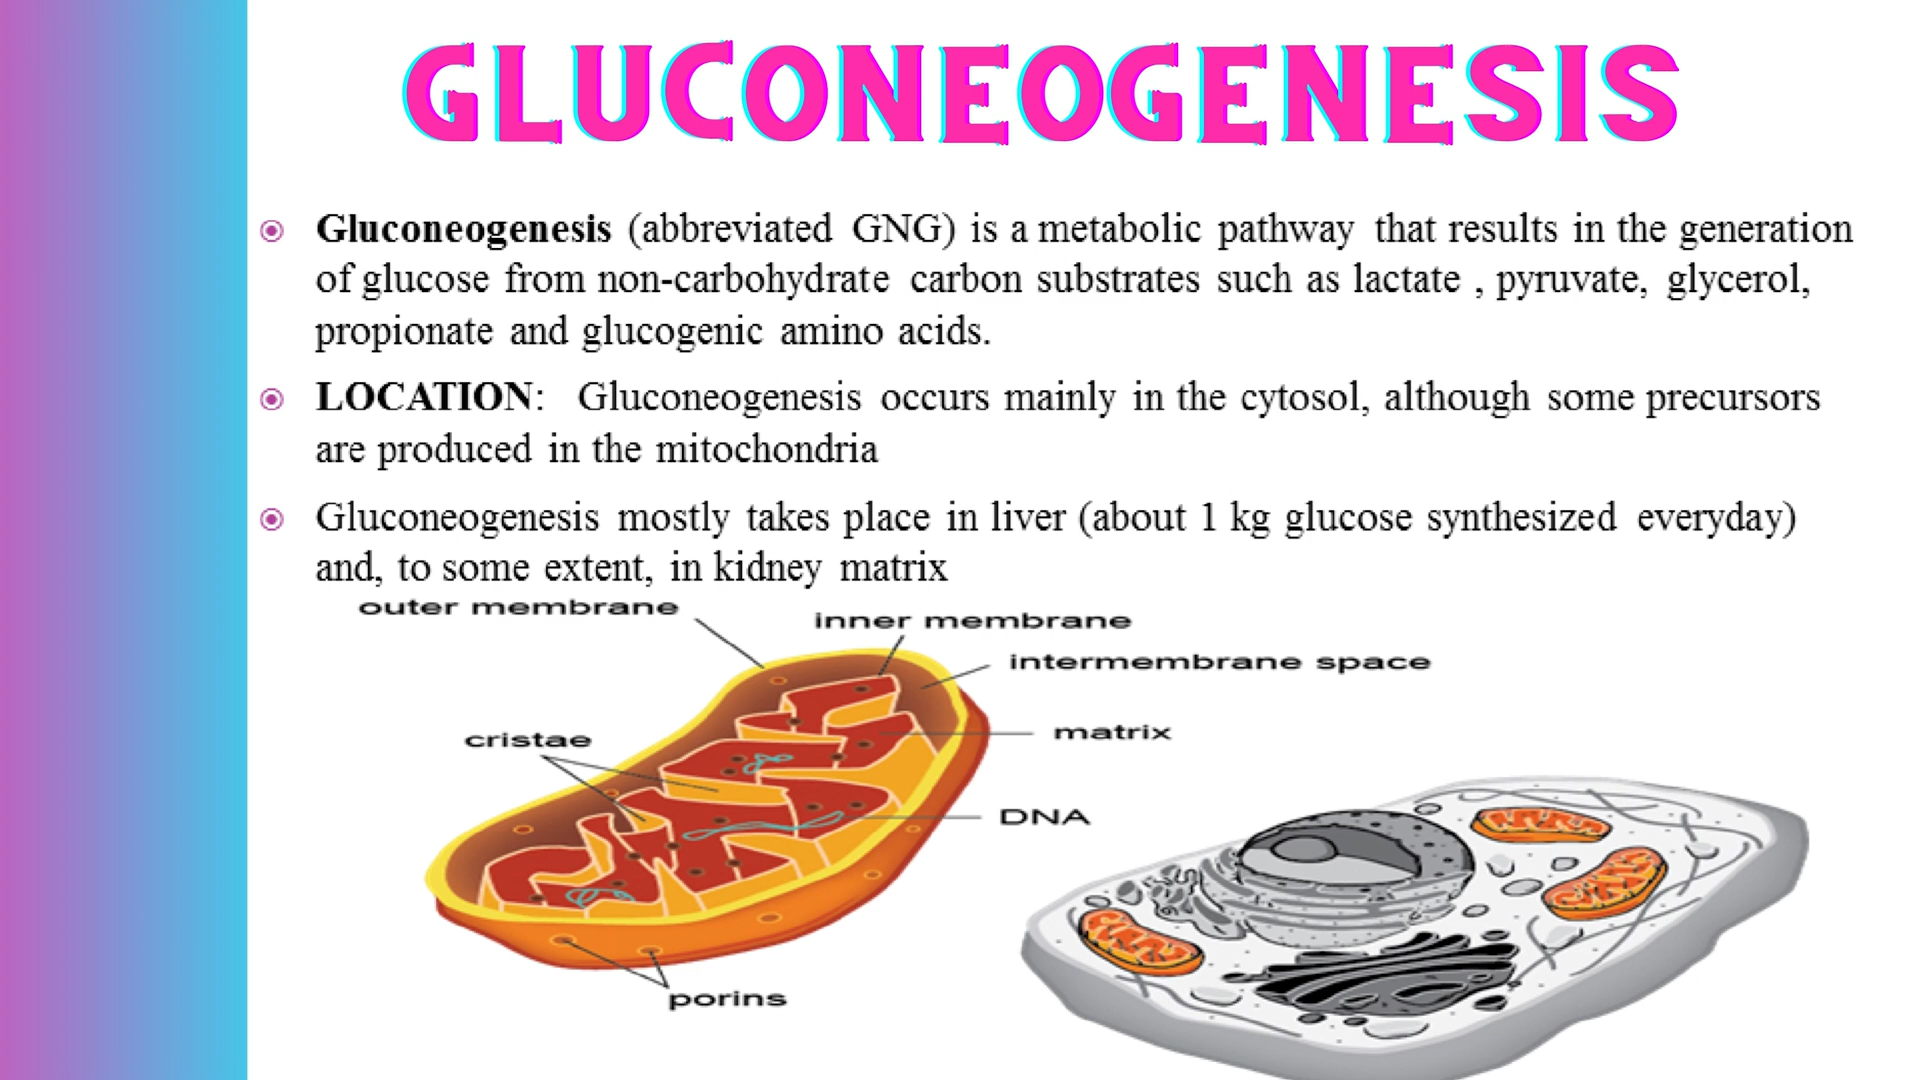 GLUCONEOGENESIS
Gluconeogenesis (abbreviated GNG) is a metabolic pathway that results in the generation
of glucose from non-carbohydrate carbon substrates such as lactate , pyruvate, glycerol,
propionate and glucogenic amino acids.
LOCATION: Gluconeogenesis occurs mainly in the cytosol, although some precursors
are produced in the mitochondria
Gluconeogenesis mostly takes place in liver (about 1 kg glucose synthesized everyday)
and, to some extent, in kidney matrix
outer membrane
inner membrane
intermembrane space
cristae
matrix
DNA
porins